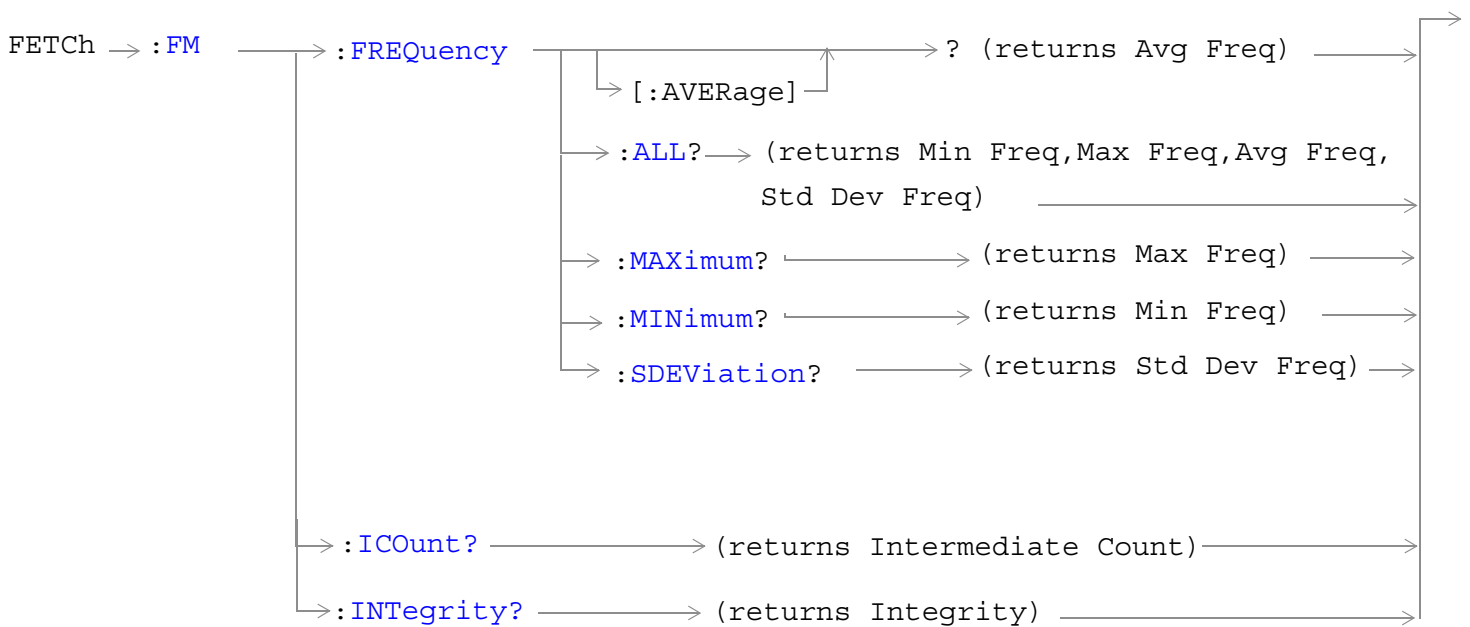 FETCh :FM :FREQuency ? (returns Avg Freq)
[:AVERage]
:ALL? (returns Min Freq,Max Freq,Avg Freq,
Std Dev Freq)
:MAXimum? (returns Max Freq)
:MINimum? (returns Min Freq)
:SDEViation? (returns Std Dev Freq)
:ICOunt? (returns Intermediate Count)
:INTegrity? (returns Integrity)